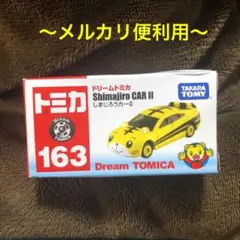 〜メルカリ便利用〜
トミカ
163
ドリームトミカ
Shimajiro CAR II
しまじろうカーⅡ
TAKARA
TOMY
Dream TOMICA